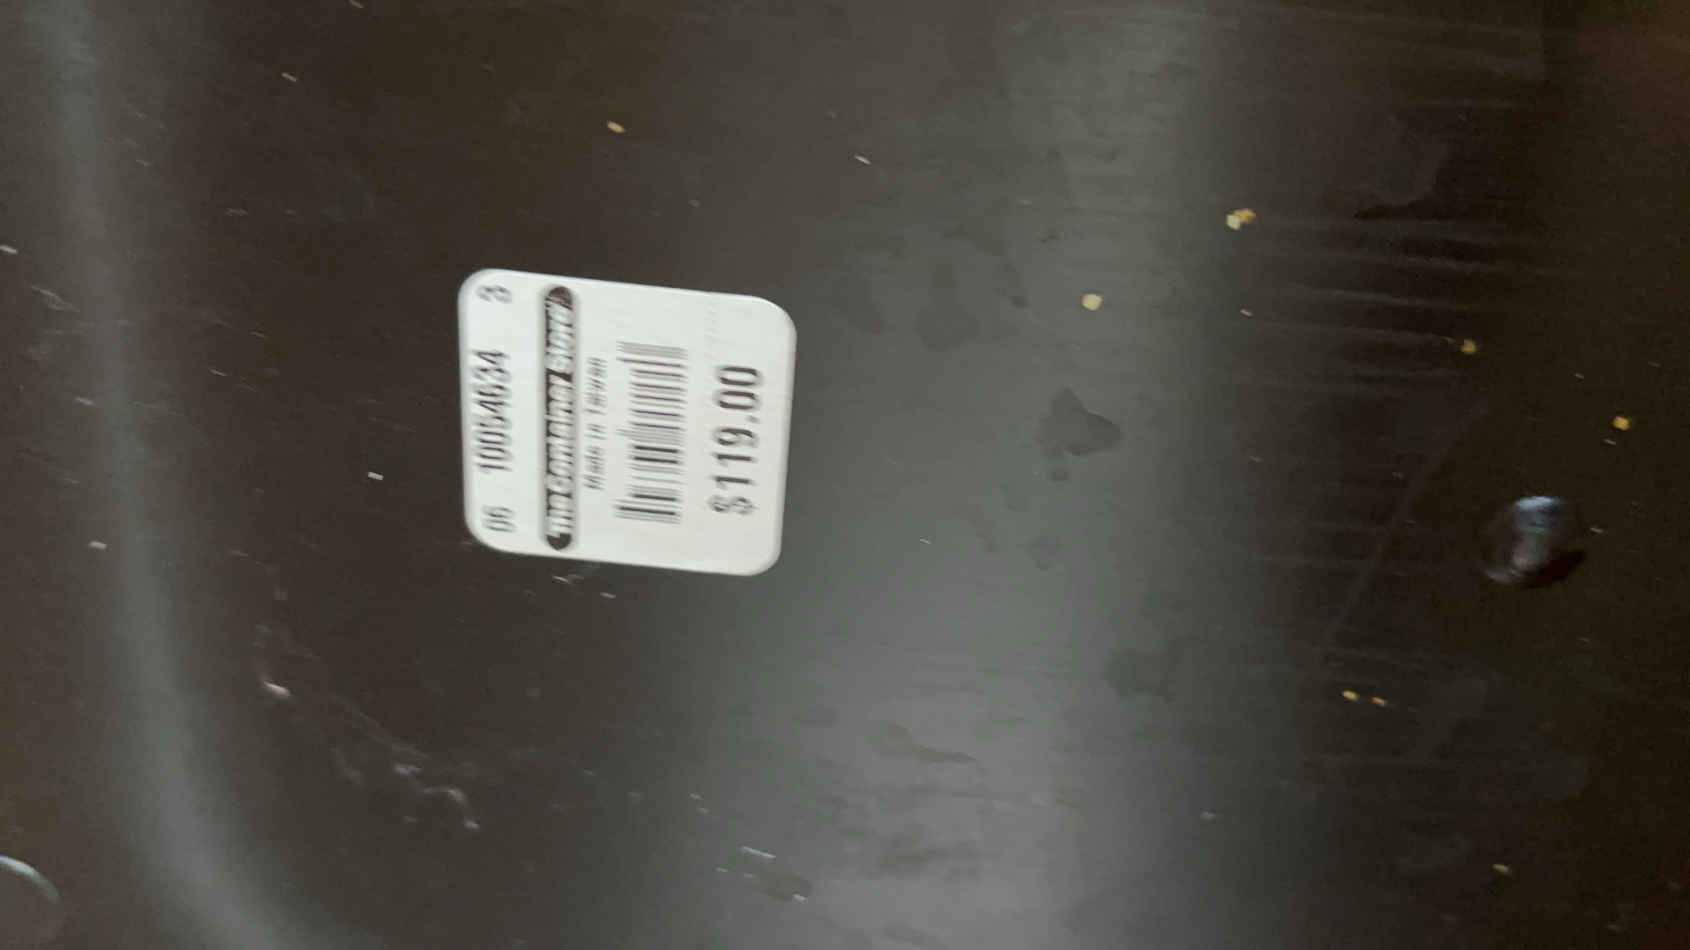 06 10054634 3
The Container Store
Made in Taiwan
$119.00